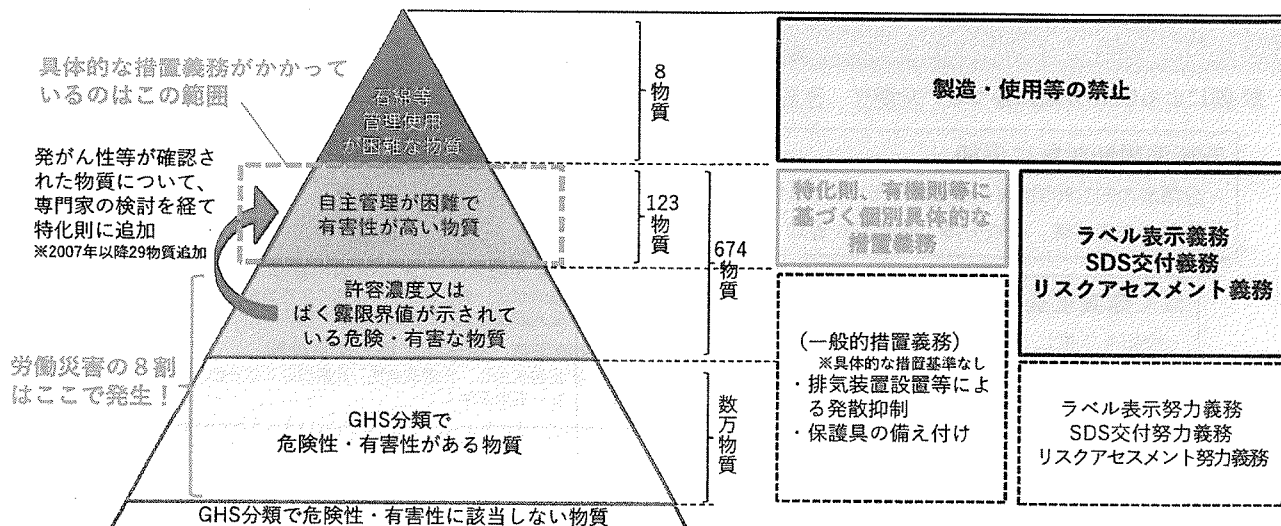 具体的な措置義務がかかって
いるのはこの範囲
発がん性等が確認さ
れた物質について、
専門家の検討を経て
特化則に追加
※2007年以降29物質追加
労働災害の８割
はここで発生！
石綿等
管理使用
が困難な物質
自主管理が困難で
有害性が高い物質
許容濃度又は
ばく露限界値が示されて
いる危険・有害な物質
GHS分類で
危険性・有害性がある物質
GHS分類で危険性・有害性に該当しない物質
8物質
123物質
674物質
数万物質
製造・使用等の禁止
特化則、有機則等に
基づく個別具体的な
措置義務
ラベル表示義務
SDS交付義務
リスクアセスメント義務
（一般的措置義務）
※具体的な措置基準なし
・排気装置設置等によ
る発散抑制
・保護具の備え付け
ラベル表示努力義務
SDS交付努力義務
リスクアセスメント努力義務